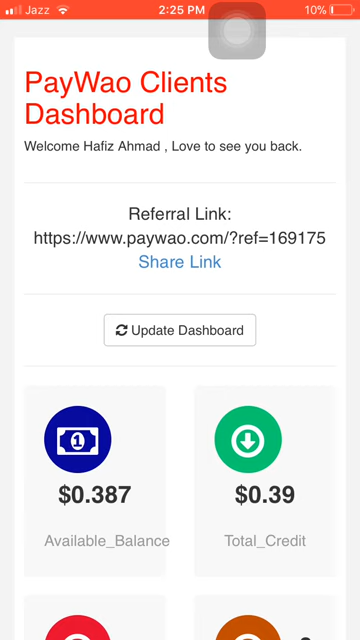 Jazz 2:25 PM 10%
PayWao Clients
Dashboard
Welcome Hafiz Ahmad , Love to see you back.
Referral Link:
https://www.paywao.com/?ref=169175
Share Link
Update Dashboard
1
$0.387 $0.39
Available_Balance Total_Credit